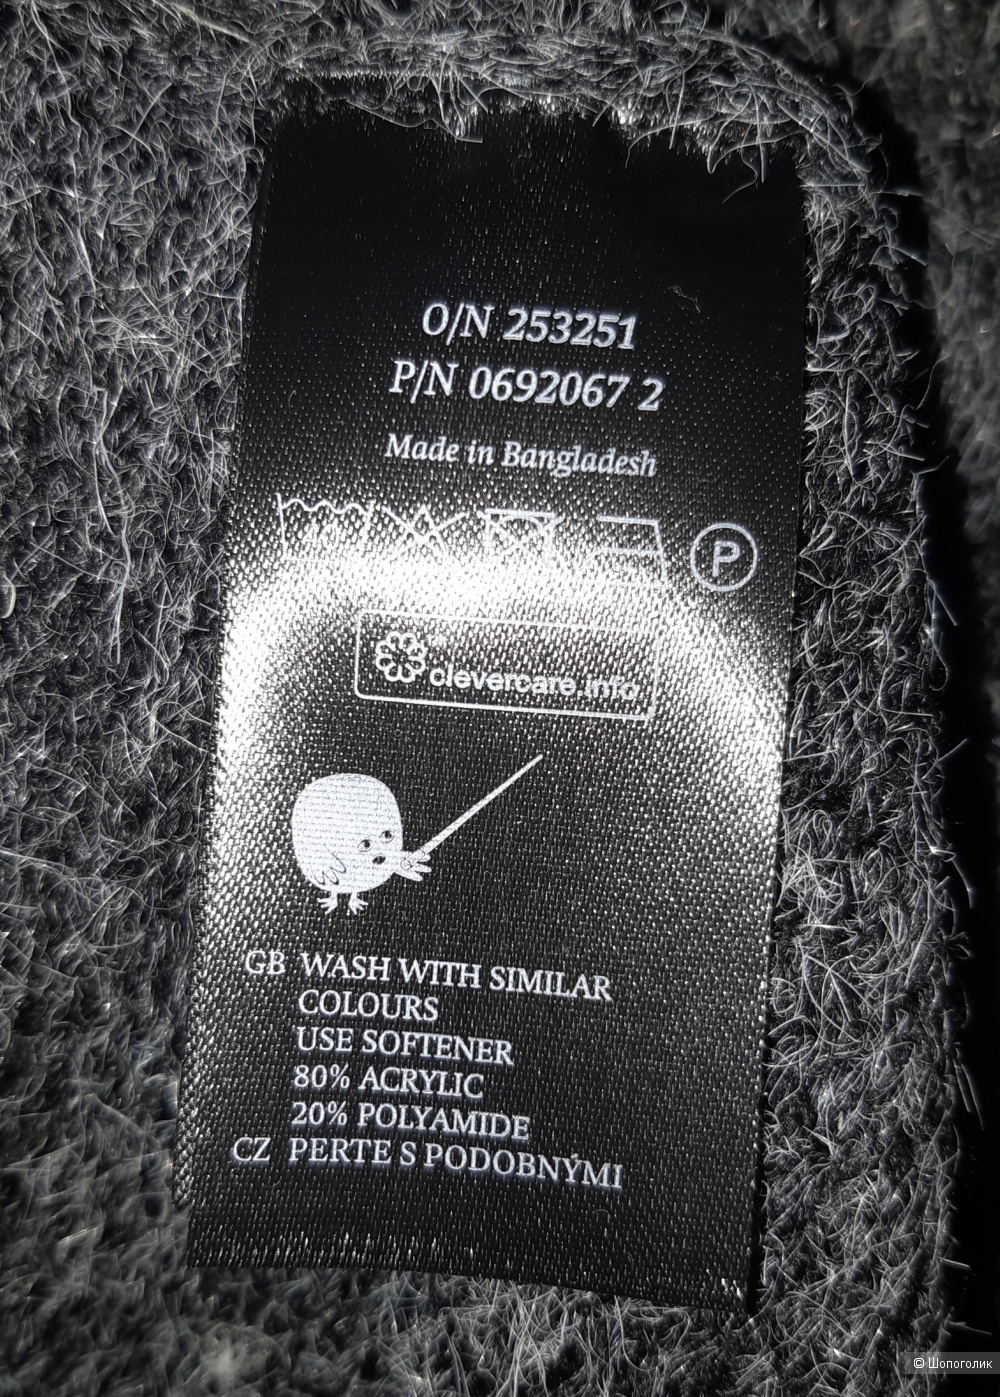 O/N 253251
P/N 0692067 2
Made in Bangladesh
P
clevercare.info
GB WASH WITH SIMILAR
COLOURS
USE SOFTENER
80% ACRYLIC
20% POLYAMIDE
CZ PERTE S PODOBNÝMI
© Шопоголик